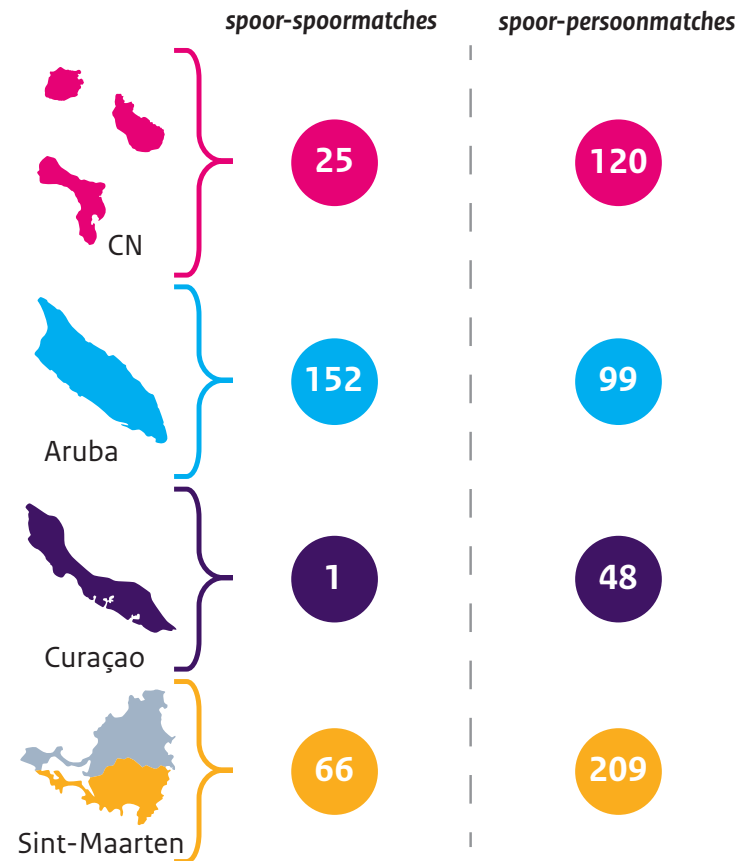 spoor-spoormatches spoor-persoonmatches
25 120
CN
152 99
Aruba
1 48
Curaçao
66 209
Sint-Maarten